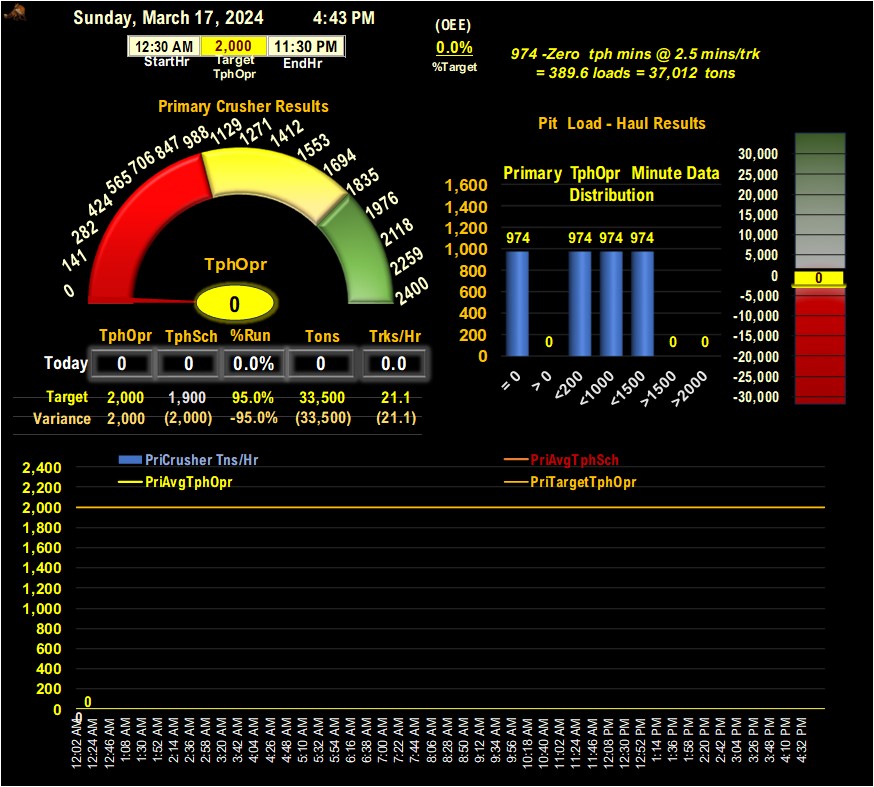 Sunday, March 17, 2024 4:43 PM
12:30 AM 2,000 11:30 PM
StartHr Target EndHr
TphOpr
(OEE)
0.0%
%Target
974 -Zero tph mins @ 2.5 mins/trk
= 389.6 loads = 37,012 tons
Primary Crusher Results
0 141 282 424 565 706 847 988 1129 1271 1412 1553 1694 1835 1976 2118 2259 2400
TphOpr
0
TphOpr TphSch %Run Tons Trks/Hr
Today 0 0 0.0% 0 0.0
Target 2,000 1,900 95.0% 33,500 21.1
Variance 2,000 (2,000) -95.0% (33,500) (21.1)
Pit Load - Haul Results
Primary TphOpr Minute Data
Distribution
1,600
1,400
1,200
1,000
800
600
400
200
0
974 0 974 974 974 0 0
= 0 > 0 <200 <1000 <1500 >1500 >2000
30,000
25,000
20,000
15,000
10,000
5,000
0 0
-5,000
-10,000
-15,000
-20,000
-25,000
-30,000
PriCrusher Tns/Hr PriAvgTphSch
PriAvgTphOpr PriTargetTphOpr
2,400
2,200
2,000
1,800
1,600
1,400
1,200
1,000
800
600
400
200
0
0
0
12:02 AM 12:24 AM 12:46 AM 1:08 AM 1:30 AM 1:52 AM 2:14 AM 2:36 AM 2:58 AM 3:20 AM 3:42 AM 4:04 AM 4:26 AM 4:48 AM 5:10 AM 5:32 AM 5:54 AM 6:16 AM 6:38 AM 7:00 AM 7:22 AM 7:44 AM 8:06 AM 8:28 AM 8:50 AM 9:12 AM 9:34 AM 9:56 AM 10:18 AM 10:40 AM 11:02 AM 11:24 AM 11:46 AM 12:08 PM 12:30 PM 12:52 PM 1:14 PM 1:36 PM 1:58 PM 2:20 PM 2:42 PM 3:04 PM 3:26 PM 3:48 PM 4:10 PM 4:32 PM